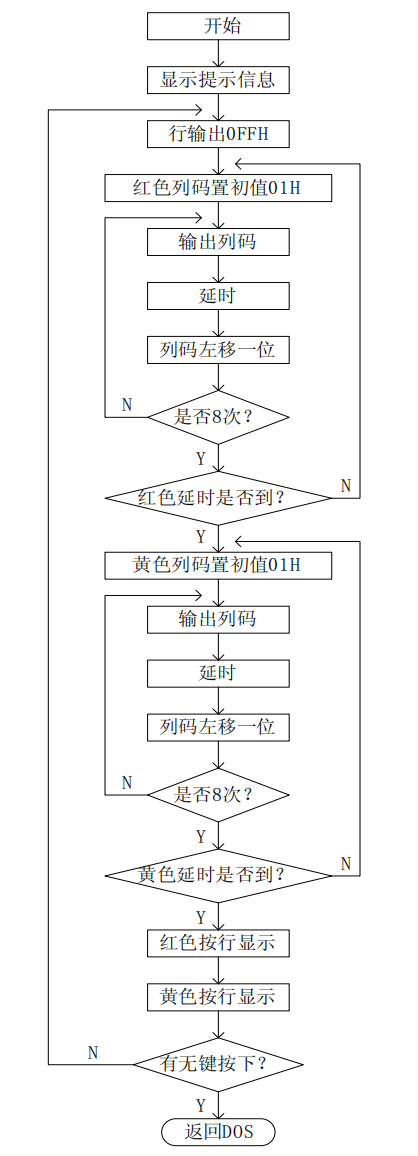 开始
显示提示信息
行输出0FFH
红色列码置初值01H
输出列码
延时
列码左移一位
是否8次？
N
Y
红色延时是否到？
N
Y
黄色列码置初值01H
输出列码
延时
列码左移一位
是否8次？
N
Y
黄色延时是否到？
N
Y
红色按行显示
黄色按行显示
有无键按下？
N
Y
返回DOS